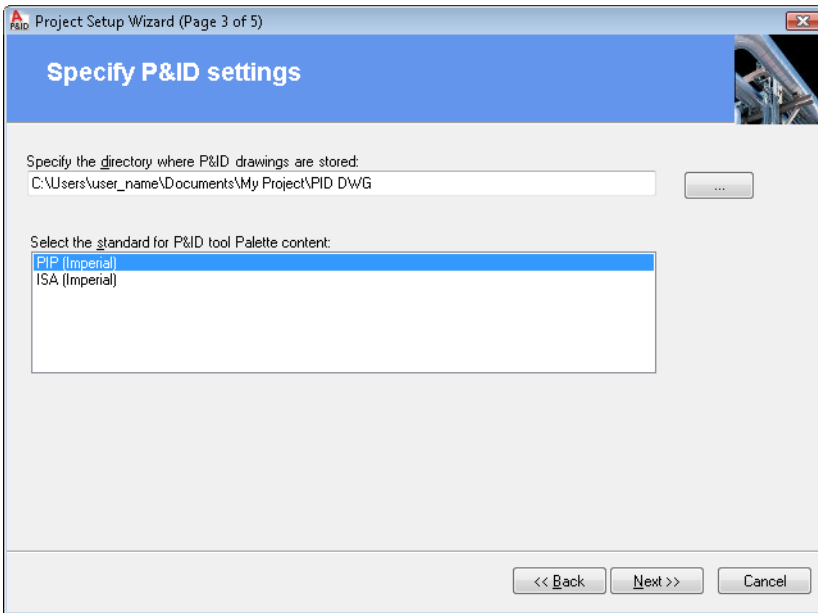 A P&ID Project Setup Wizard (Page 3 of 5)
Specify P&ID settings
Specify the directory where P&ID drawings are stored:
C:\Users\user_name\Documents\My Project\PID DWG
...
Select the standard for P&ID tool Palette content:
PIP (Imperial)
ISA (Imperial)
<< Back Next >> Cancel